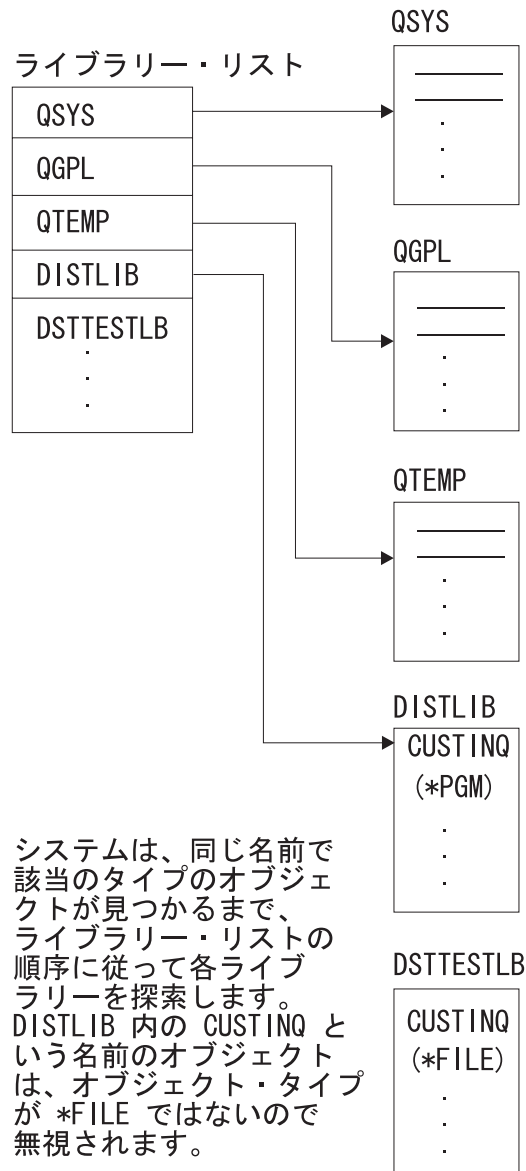 ライブラリー・リスト
QSYS
QGPL
QTEMP
DISTLIB
DSTTESTLB
QSYS
QGPL
QTEMP
DISTLIB
CUSTINQ
(*PGM)
DSTTESTLB
CUSTINQ
(*FILE)
システムは、同じ名前で
該当のタイプのオブジェ
クトが見つかるまで、
ライブラリー・リストの
順序に従って各ライブ
ラリーを探索します。
DISTLIB 内の CUSTINQ と
いう名前のオブジェクト
は、オブジェクト・タイプ
が *FILE ではないので
無視されます。